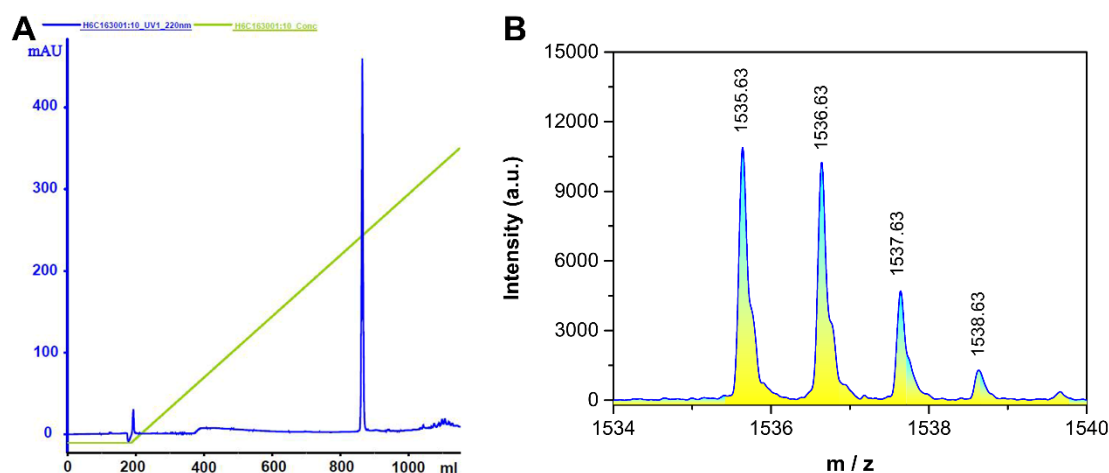 A
H6C163001:10_UV1_220nm H6C163001:10_Conc
mAU
400
300
200
100
0
0 200 400 600 800 1000 ml
B
Intensity (a.u.)
15000
12000
9000
6000
3000
0
1535.63
1536.63
1537.63
1538.63
1534 1536 1538 1540
m / z